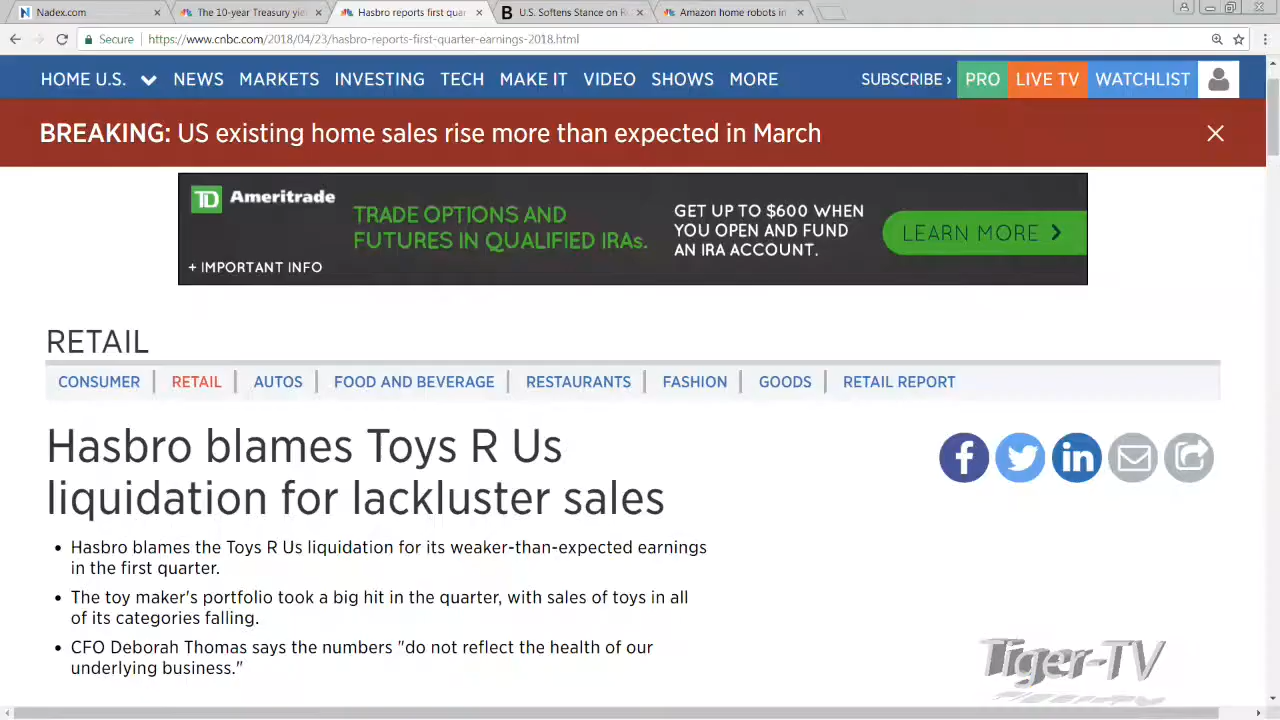 Nadex.com
The 10-year Treasury yie
Hasbro reports first quar
U.S. Softens Stance on R
Amazon home robots in
Secure
https://www.cnbc.com/2018/04/23/hasbro-reports-first-quarter-earnings-2018.html
HOME U.S. NEWS MARKETS INVESTING TECH MAKE IT VIDEO SHOWS MORE SUBSCRIBE › PRO LIVE TV WATCHLIST
BREAKING: US existing home sales rise more than expected in March
TD Ameritrade
TRADE OPTIONS AND
FUTURES IN QUALIFIED IRAs.
+ IMPORTANT INFO
GET UP TO $600 WHEN
YOU OPEN AND FUND
AN IRA ACCOUNT.
LEARN MORE
RETAIL
CONSUMER RETAIL AUTOS FOOD AND BEVERAGE RESTAURANTS FASHION GOODS RETAIL REPORT
Hasbro blames Toys R Us
liquidation for lackluster sales
• Hasbro blames the Toys R Us liquidation for its weaker-than-expected earnings
in the first quarter.
• The toy maker's portfolio took a big hit in the quarter, with sales of toys in all
of its categories falling.
• CFO Deborah Thomas says the numbers "do not reflect the health of our
underlying business."
Tiger-TV